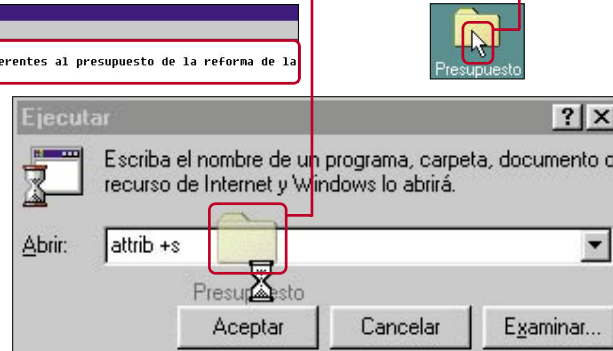 erentes al presupuesto de la reforma de la
Presupuesto
Ejecutar
Escriba el nombre de un programa, carpeta, documento o
recurso de Internet y Windows lo abrirá.
Abrir: attrib +s
Presupuesto
Aceptar Cancelar Examinar...